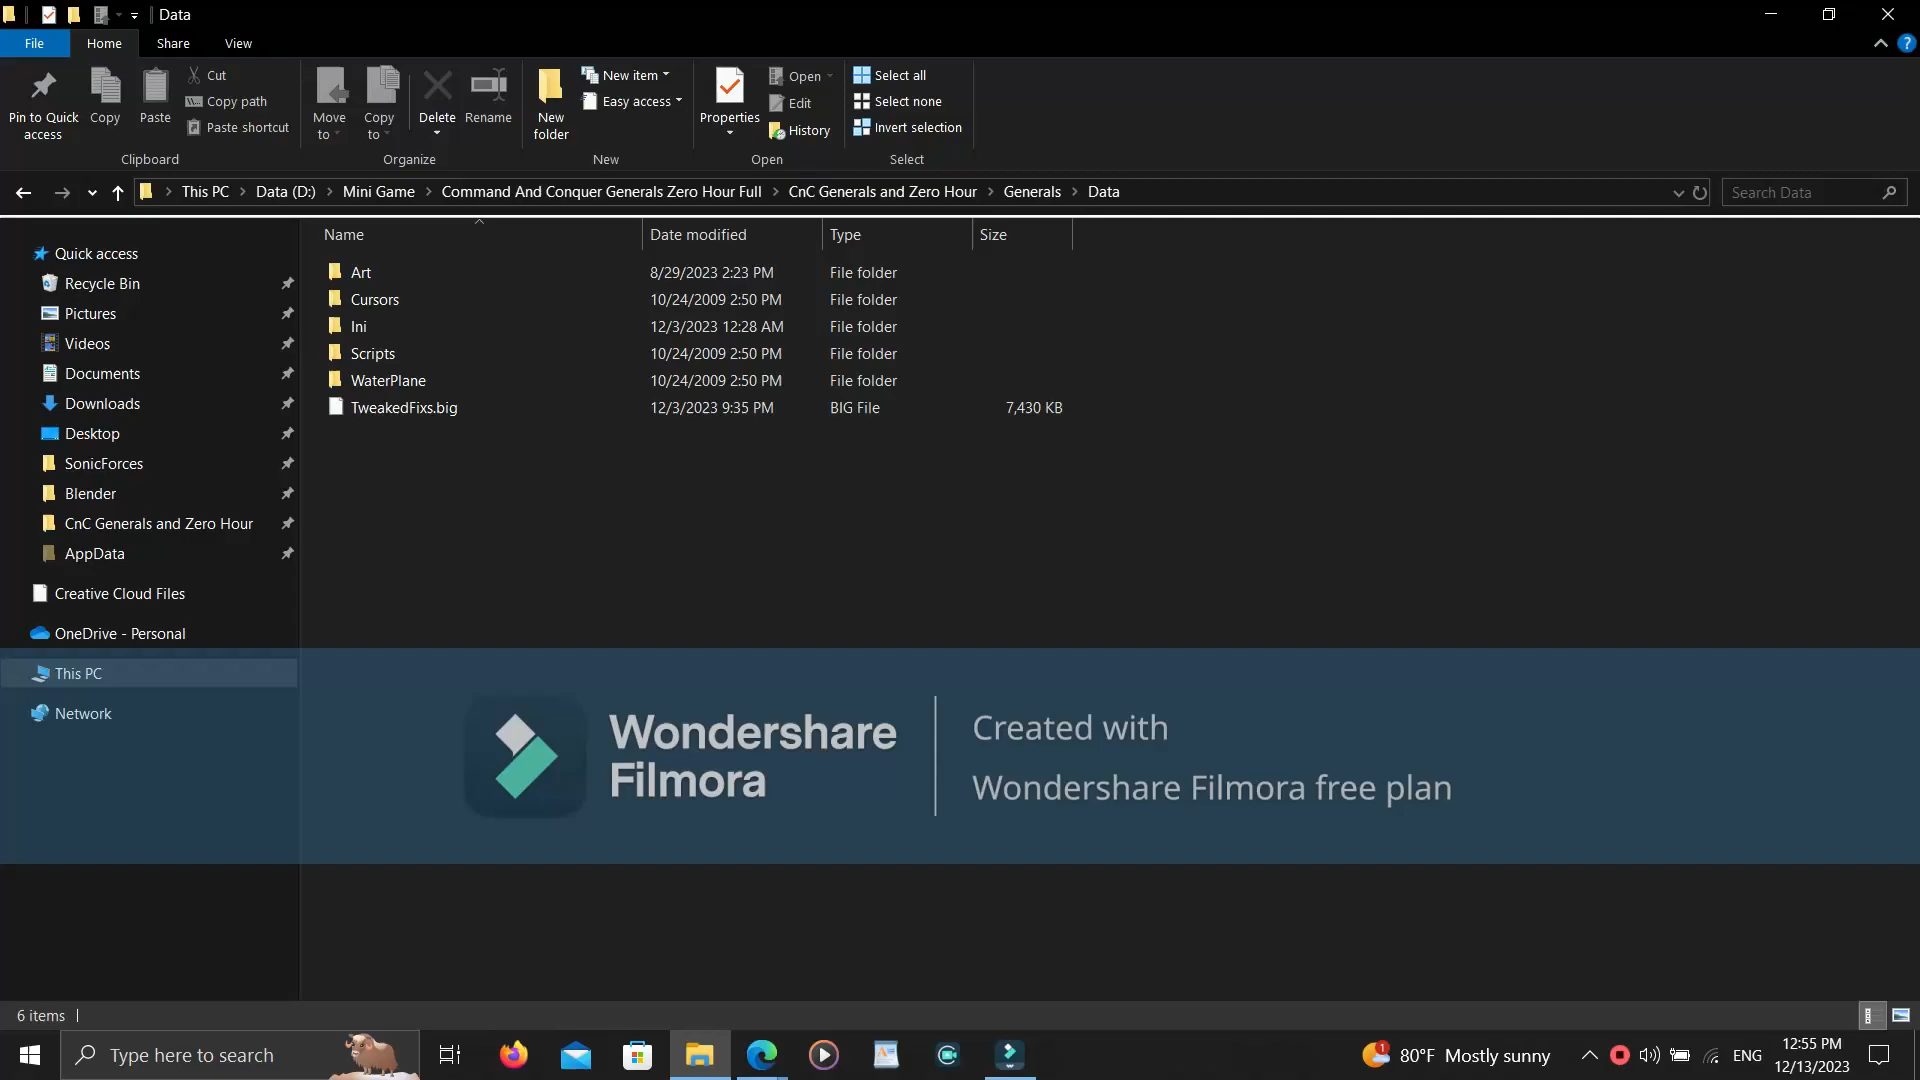 Data
File
Home
Share
View
Pin to Quick
access
Copy
Paste
Cut
Copy path
Paste shortcut
Clipboard
Move
to
Copy
to
Delete
Rename
Organize
New
folder
New item
Easy access
New
Properties
Open
Edit
History
Open
Select all
Select none
Invert selection
Select
This PC > Data (D:) > Mini Game > Command And Conquer Generals Zero Hour Full > CnC Generals and Zero Hour > Generals > Data
Search Data
Quick access
Recycle Bin
Pictures
Videos
Documents
Downloads
Desktop
SonicForces
Blender
CnC Generals and Zero Hour
AppData
Creative Cloud Files
OneDrive - Personal
This PC
Network
Name Date modified Type Size
Art 8/29/2023 2:23 PM File folder
Cursors 10/24/2009 2:50 PM File folder
Ini 12/3/2023 12:28 AM File folder
Scripts 10/24/2009 2:50 PM File folder
WaterPlane 10/24/2009 2:50 PM File folder
TweakedFixs.big 12/3/2023 9:35 PM BIG File 7,430 KB
Wondershare
Filmora
Created with
Wondershare Filmora free plan
6 items
Type here to search
1
80°F Mostly sunny
ENG
12:55 PM
12/13/2023